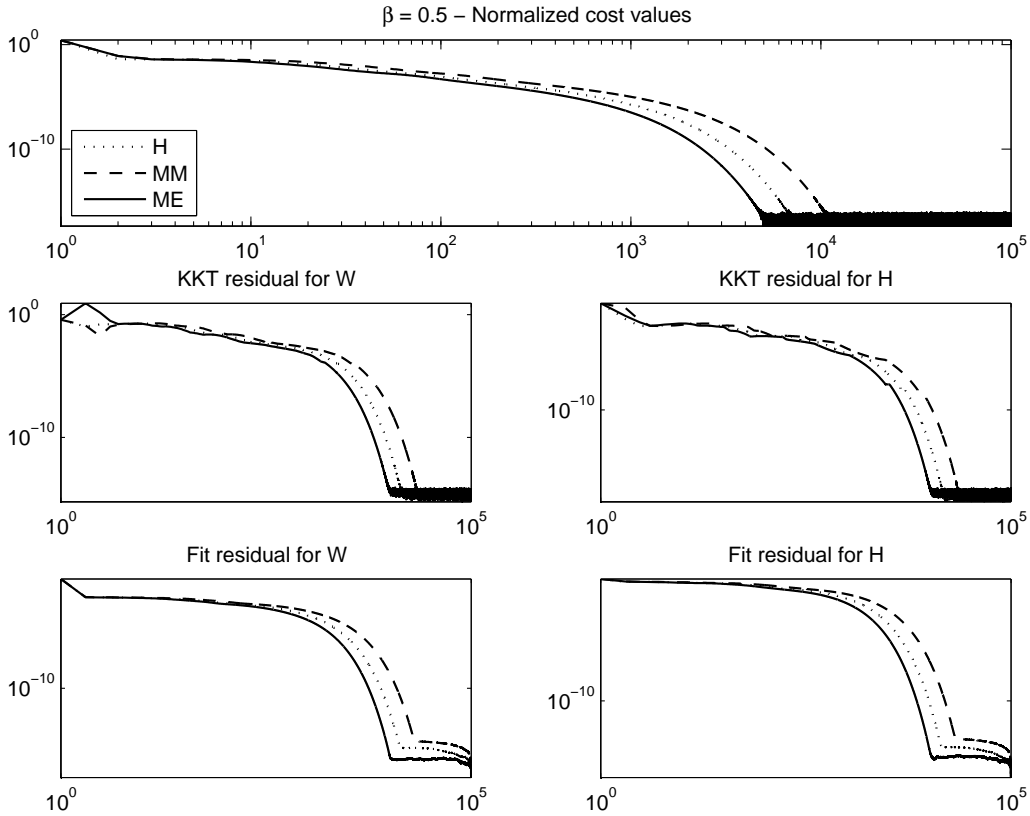 β = 0.5 – Normalized cost values
10^0
10^−10
H
MM
ME
10^0 10^1 10^2 10^3 10^4 10^5
KKT residual for W
10^0
10^−10
10^0 10^5
KKT residual for H
10^−10
10^0 10^5
Fit residual for W
10^−10
10^0 10^5
Fit residual for H
10^−10
10^0 10^5